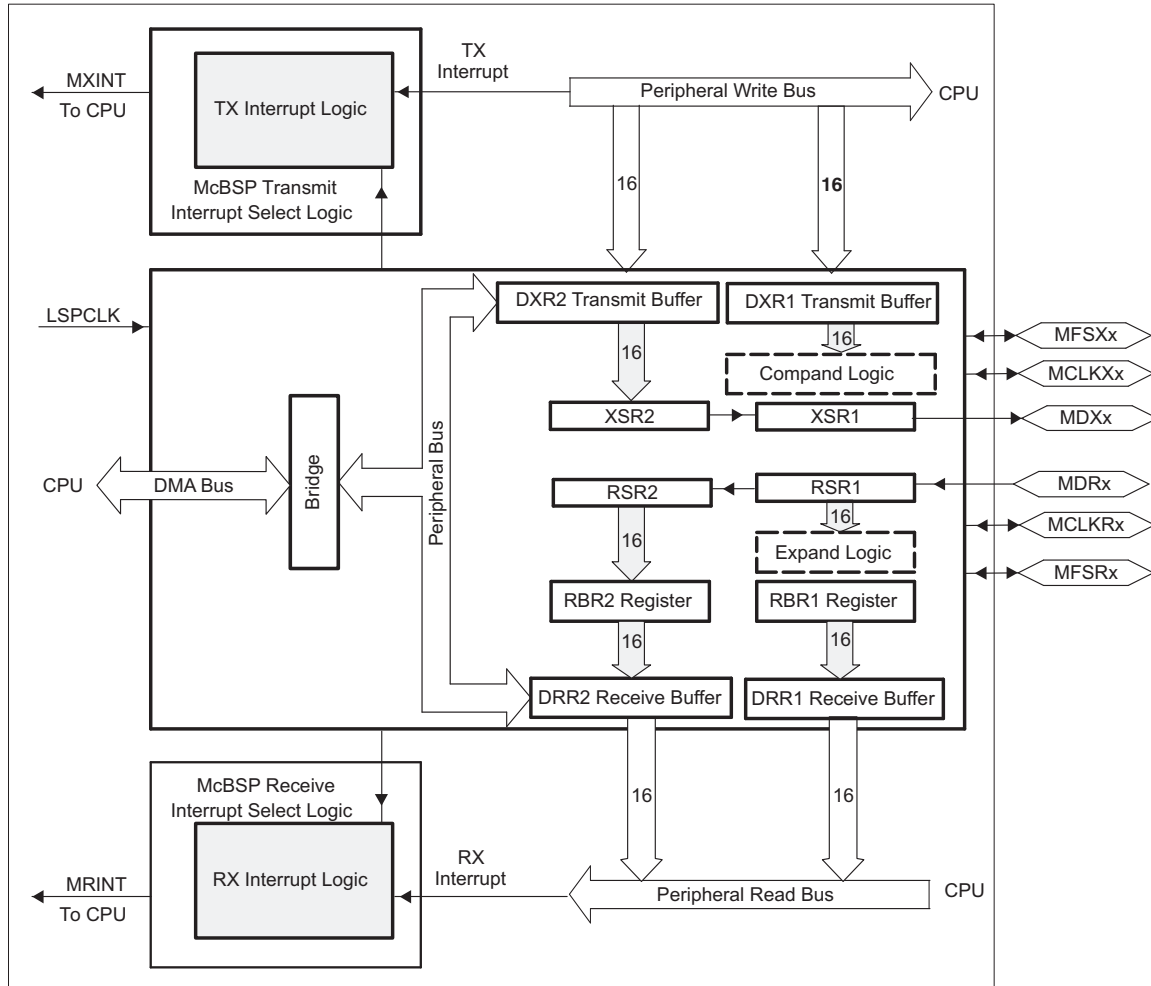 TX
Interrupt
MXINT
To CPU
TX Interrupt Logic
Peripheral Write Bus
CPU
McBSP Transmit
Interrupt Select Logic
16
16
LSPCLK
DXR2 Transmit Buffer
DXR1 Transmit Buffer
16
16
MFSXx
Compand Logic
MCLKXx
XSR2
XSR1
MDXx
CPU
DMA Bus
Bridge
Peripheral Bus
RSR2
RSR1
MDRx
16
16
MCLKRx
Expand Logic
MFSRx
RBR2 Register
RBR1 Register
16
16
DRR2 Receive Buffer
DRR1 Receive Buffer
McBSP Receive
Interrupt Select Logic
16
16
RX
Interrupt
MRINT
To CPU
RX Interrupt Logic
Peripheral Read Bus
CPU